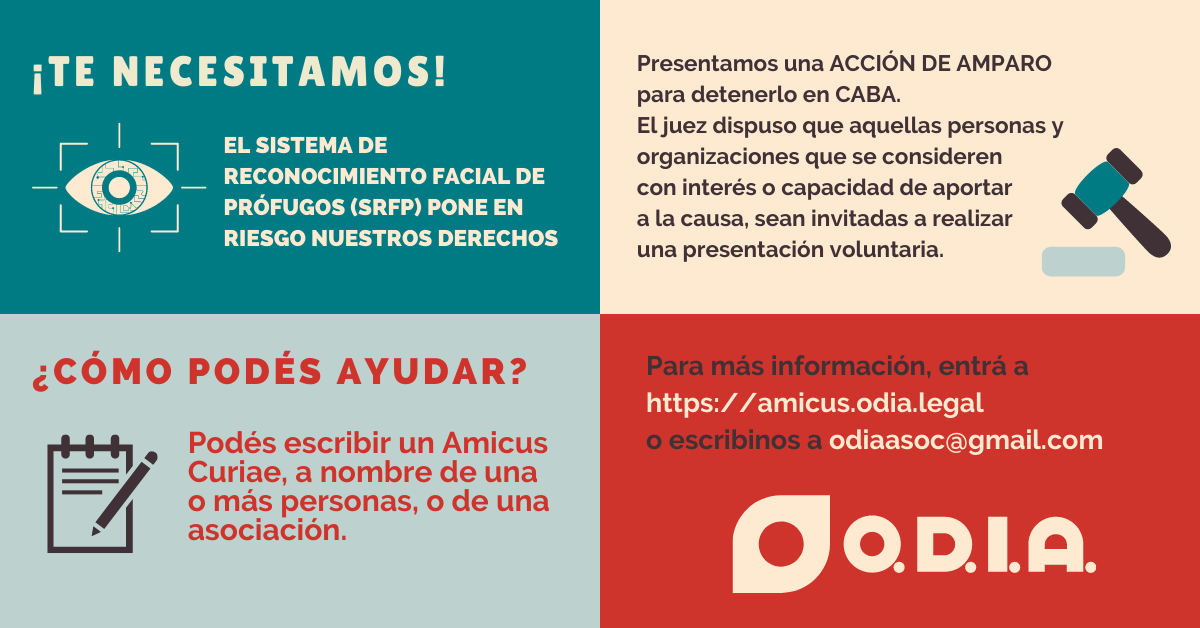 ¡TE NECESITAMOS!
EL SISTEMA DE
RECONOCIMIENTO FACIAL DE
PRÓFUGOS (SRFP) PONE EN
RIESGO NUESTROS DERECHOS
Presentamos una ACCIÓN DE AMPARO
para detenerlo en CABA.
El juez dispuso que aquellas personas y
organizaciones que se consideren
con interés o capacidad de aportar
a la causa, sean invitadas a realizar
una presentación voluntaria.
¿CÓMO PODÉS AYUDAR?
Podés escribir un Amicus
Curiae, a nombre de una
o más personas, o de una
asociación.
Para más información, entrá a
https://amicus.odia.legal
o escribinos a odiaasoc@gmail.com
O.D.I.A.